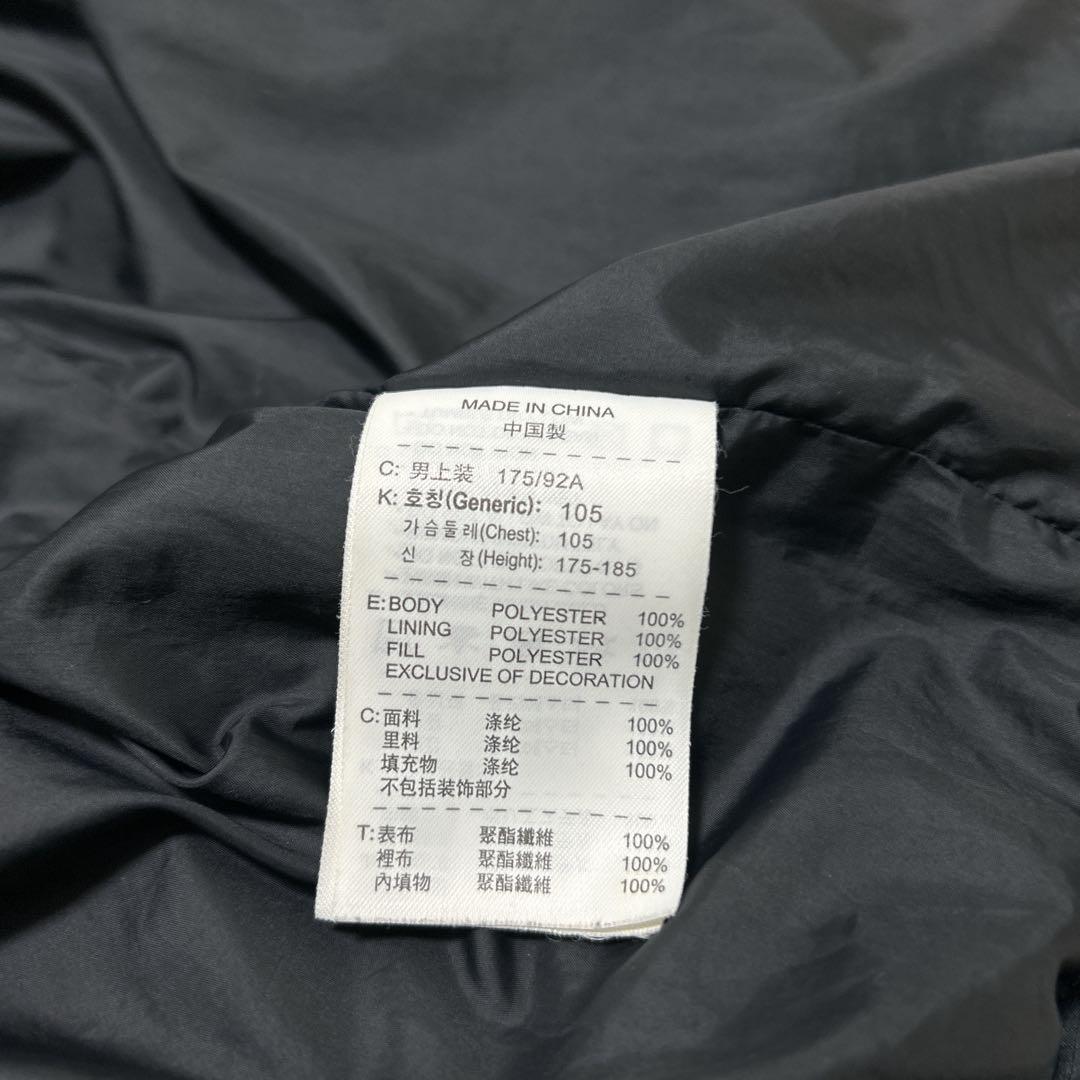 MADE IN CHINA
中国製
C: 男上装 175/92A
K: 호칭(Generic): 105
가슴둘레(Chest): 105
신 장(Height): 175-185
E: BODY POLYESTER 100%
LINING POLYESTER 100%
FILL POLYESTER 100%
EXCLUSIVE OF DECORATION
C: 面料 涤纶 100%
里料 涤纶 100%
填充物 涤纶 100%
不包括装饰部分
T: 表布 聚酯纖維 100%
裡布 聚酯纖維 100%
內填物 聚酯纖維 100%